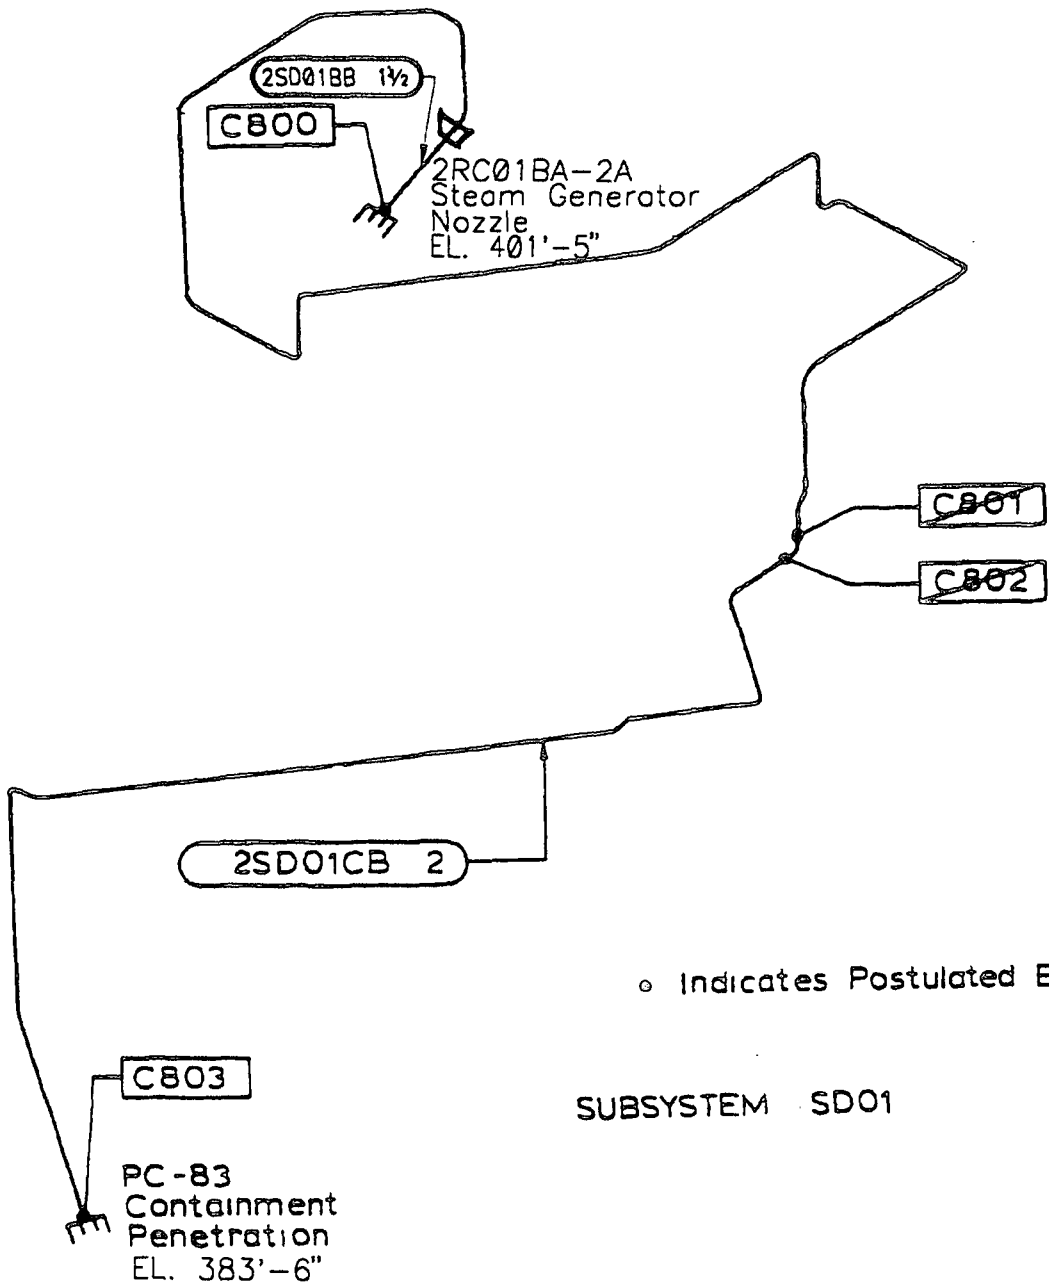 2SD01BB 1½
C800
2RC01BA-2A
Steam Generator
Nozzle
EL. 401'-5"
C801
C802
2SD01CB 2
o Indicates Postulated
C803
SUBSYSTEM SD01
PC-83
Containment
Penetration
EL. 383'-6"